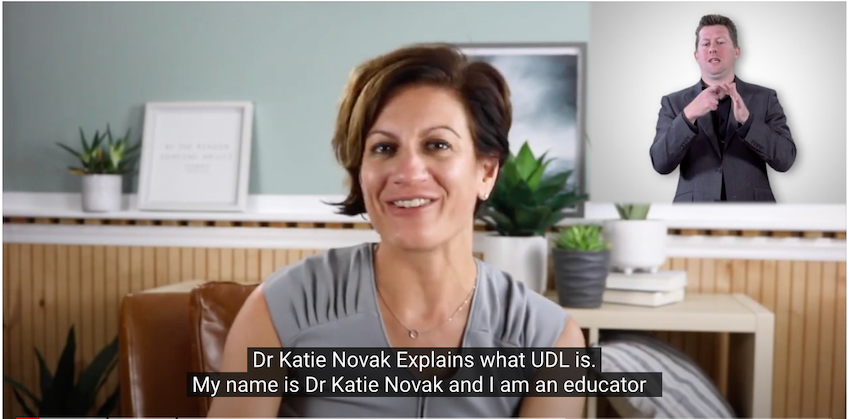 Dr Katie Novak Explains what UDL is.
My name is Dr Katie Novak and I am an educator